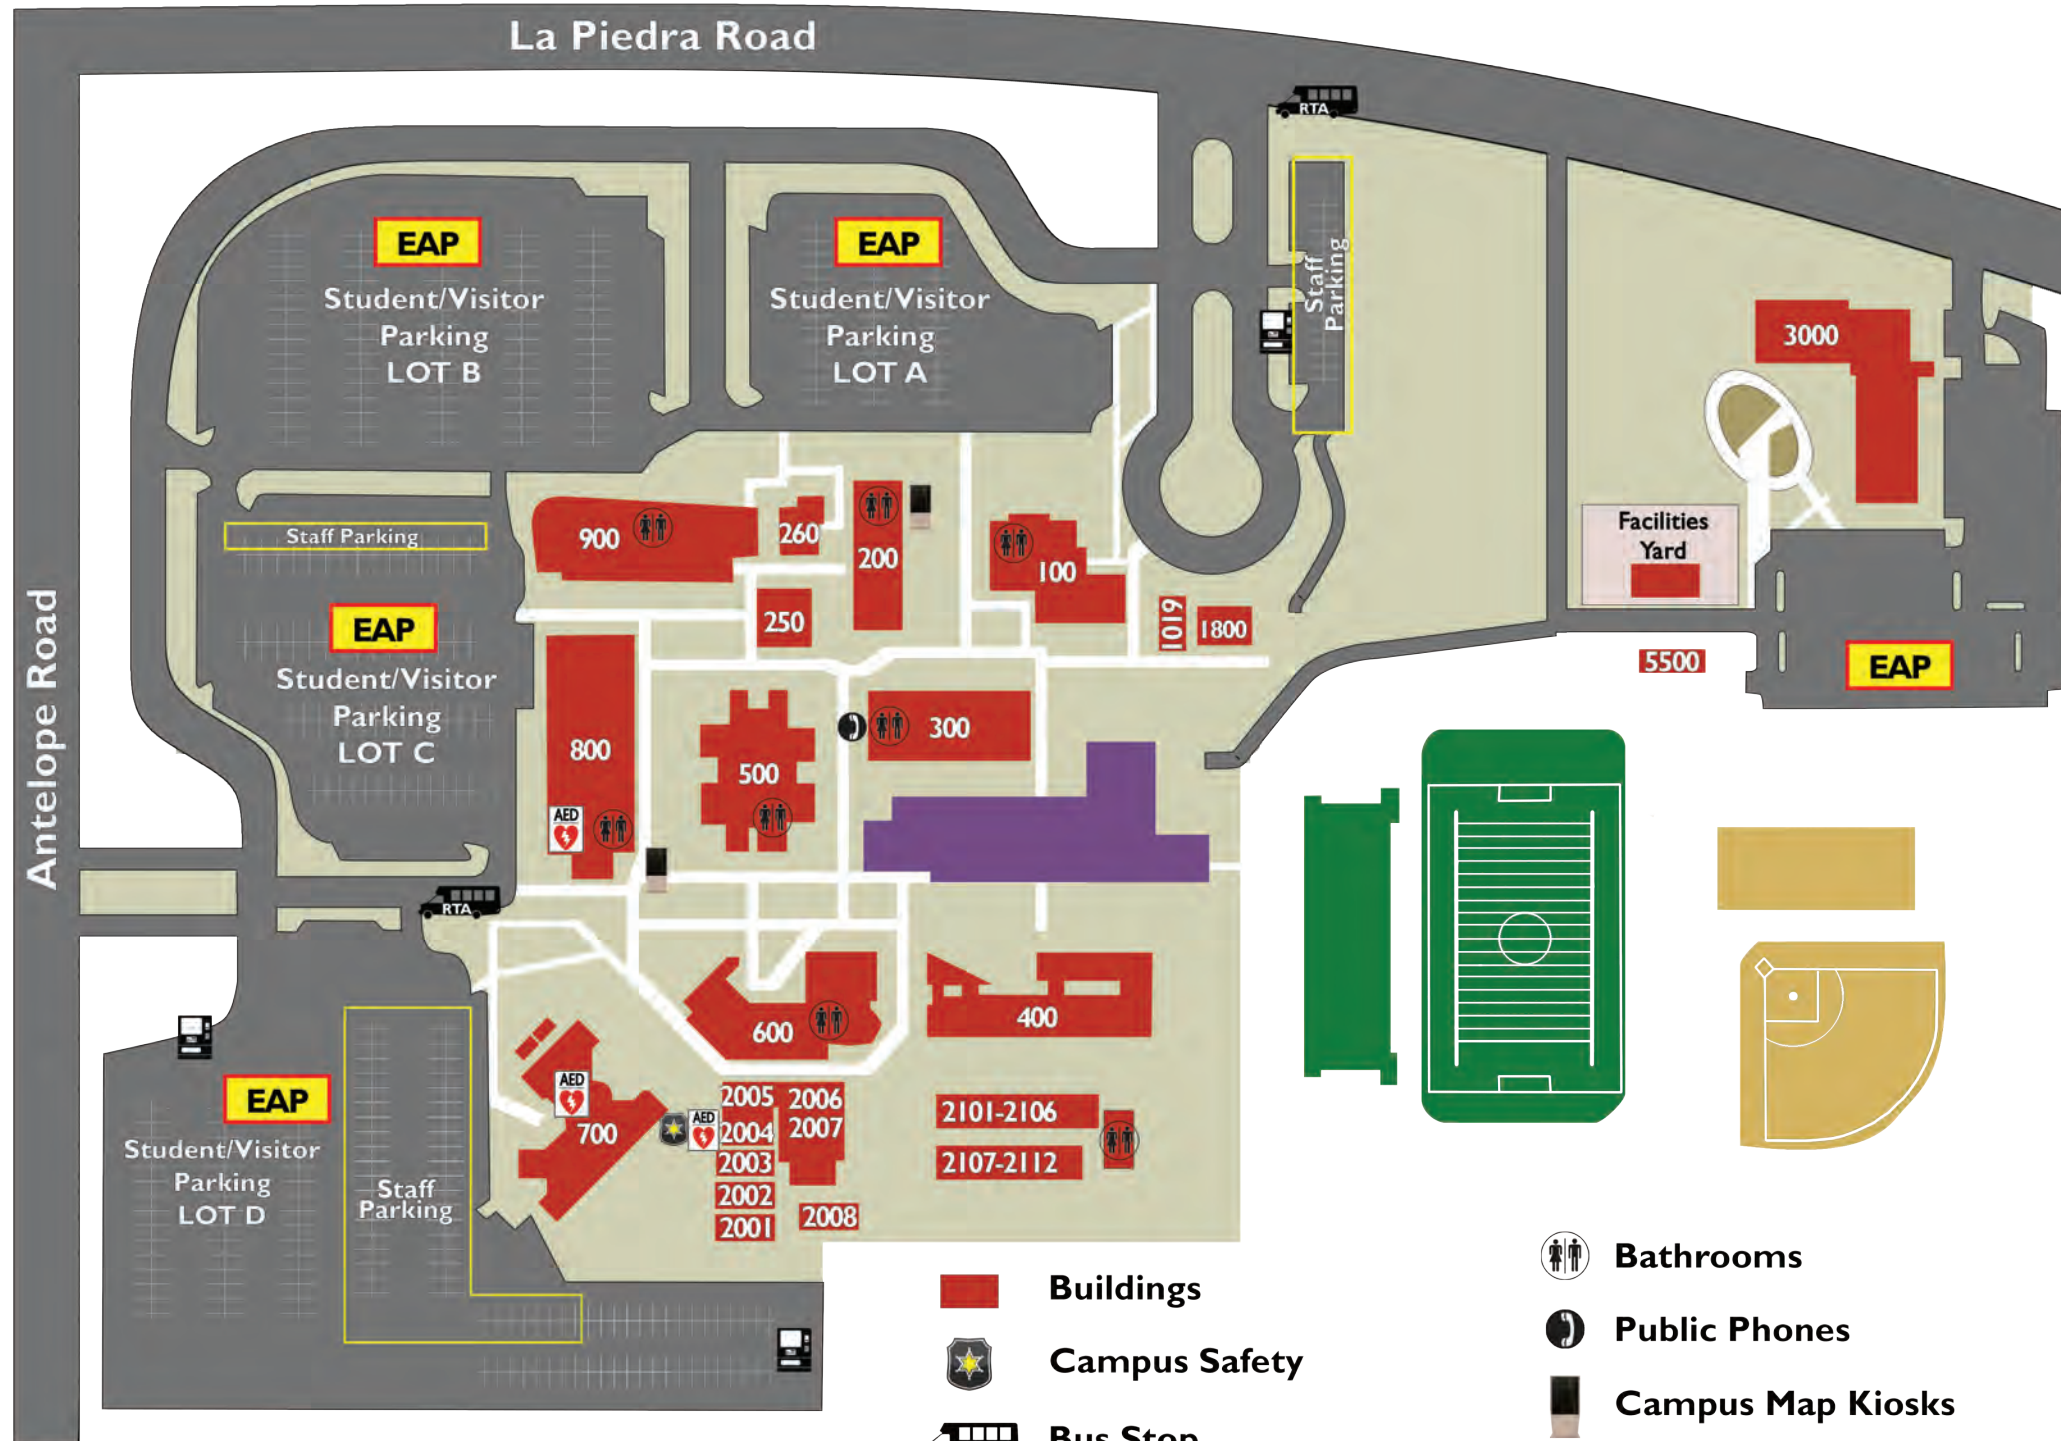 La Piedra Road
RTA
EAP
Student/Visitor
Parking
LOT B
EAP
Student/Visitor
Parking
LOT A
Staff
Parking
3000
Staff Parking
900
260
200
100
Facilities
Yard
250
1019
1800
5500
EAP
EAP
Student/Visitor
Parking
LOT C
Antelope Road
800
500
300
AED
RTA
600
400
EAP
Student/Visitor
Parking
LOT D
Staff
Parking
AED
700
AED
2005
2006
2004
2007
2003
2002
2001
2008
2101-2106
2107-2112
Buildings
Campus Safety
Bus Stop
Bathrooms
Public Phones
Campus Map Kiosks